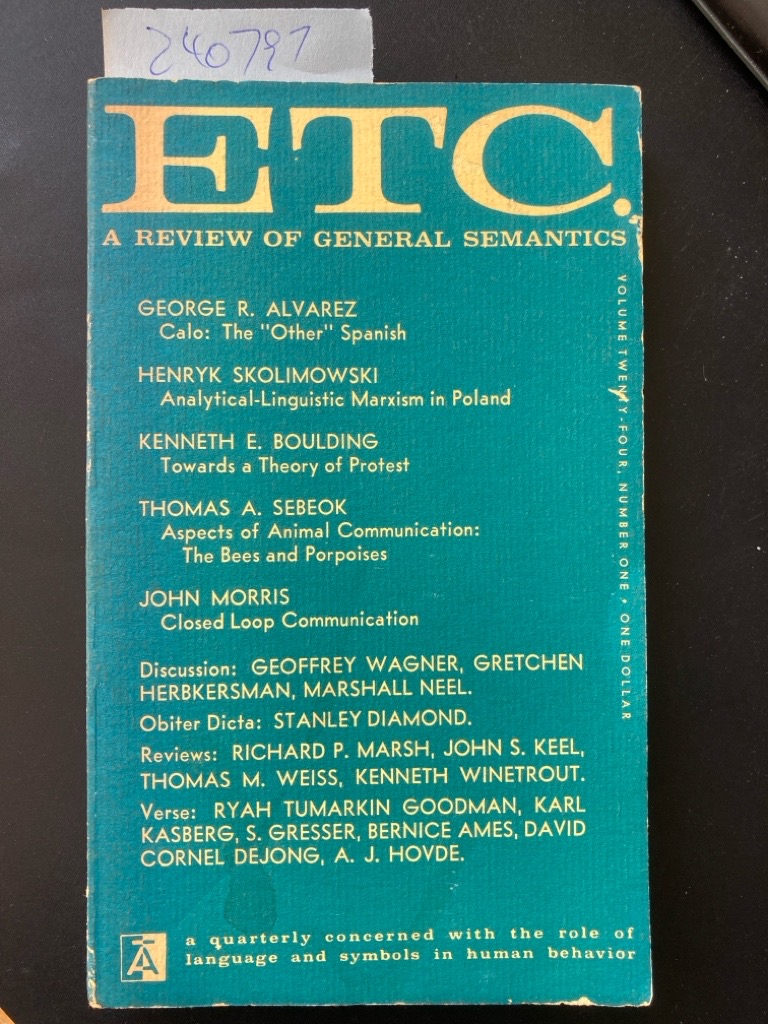 240797
ETC.
A REVIEW OF GENERAL SEMANTICS
GEORGE R. ALVAREZ
Calo: The "Other" Spanish
HENRYK SKOLIMOWSKI
Analytical-Linguistic Marxism in Poland
KENNETH E. BOULDING
Towards a Theory of Protest
THOMAS A. SEBEOK
Aspects of Animal Communication:
The Bees and Porpoises
JOHN MORRIS
Closed Loop Communication
Discussion: GEOFFREY WAGNER, GRETCHEN
HERBKERSMAN, MARSHALL NEEL.
Obiter Dicta: STANLEY DIAMOND.
Reviews: RICHARD P. MARSH, JOHN S. KEEL,
THOMAS M. WEISS, KENNETH WINETROUT.
Verse: RYAH TUMARKIN GOODMAN, KARL
KASBERG, S. GRESSER, BERNICE AMES, DAVID
CORNEL DEJONG, A. J. HOVDE.
VOLUME TWENTY-FOUR, NUMBER ONE • ONE DOLLAR
A
a quarterly concerned with the role of
language and symbols in human behavior